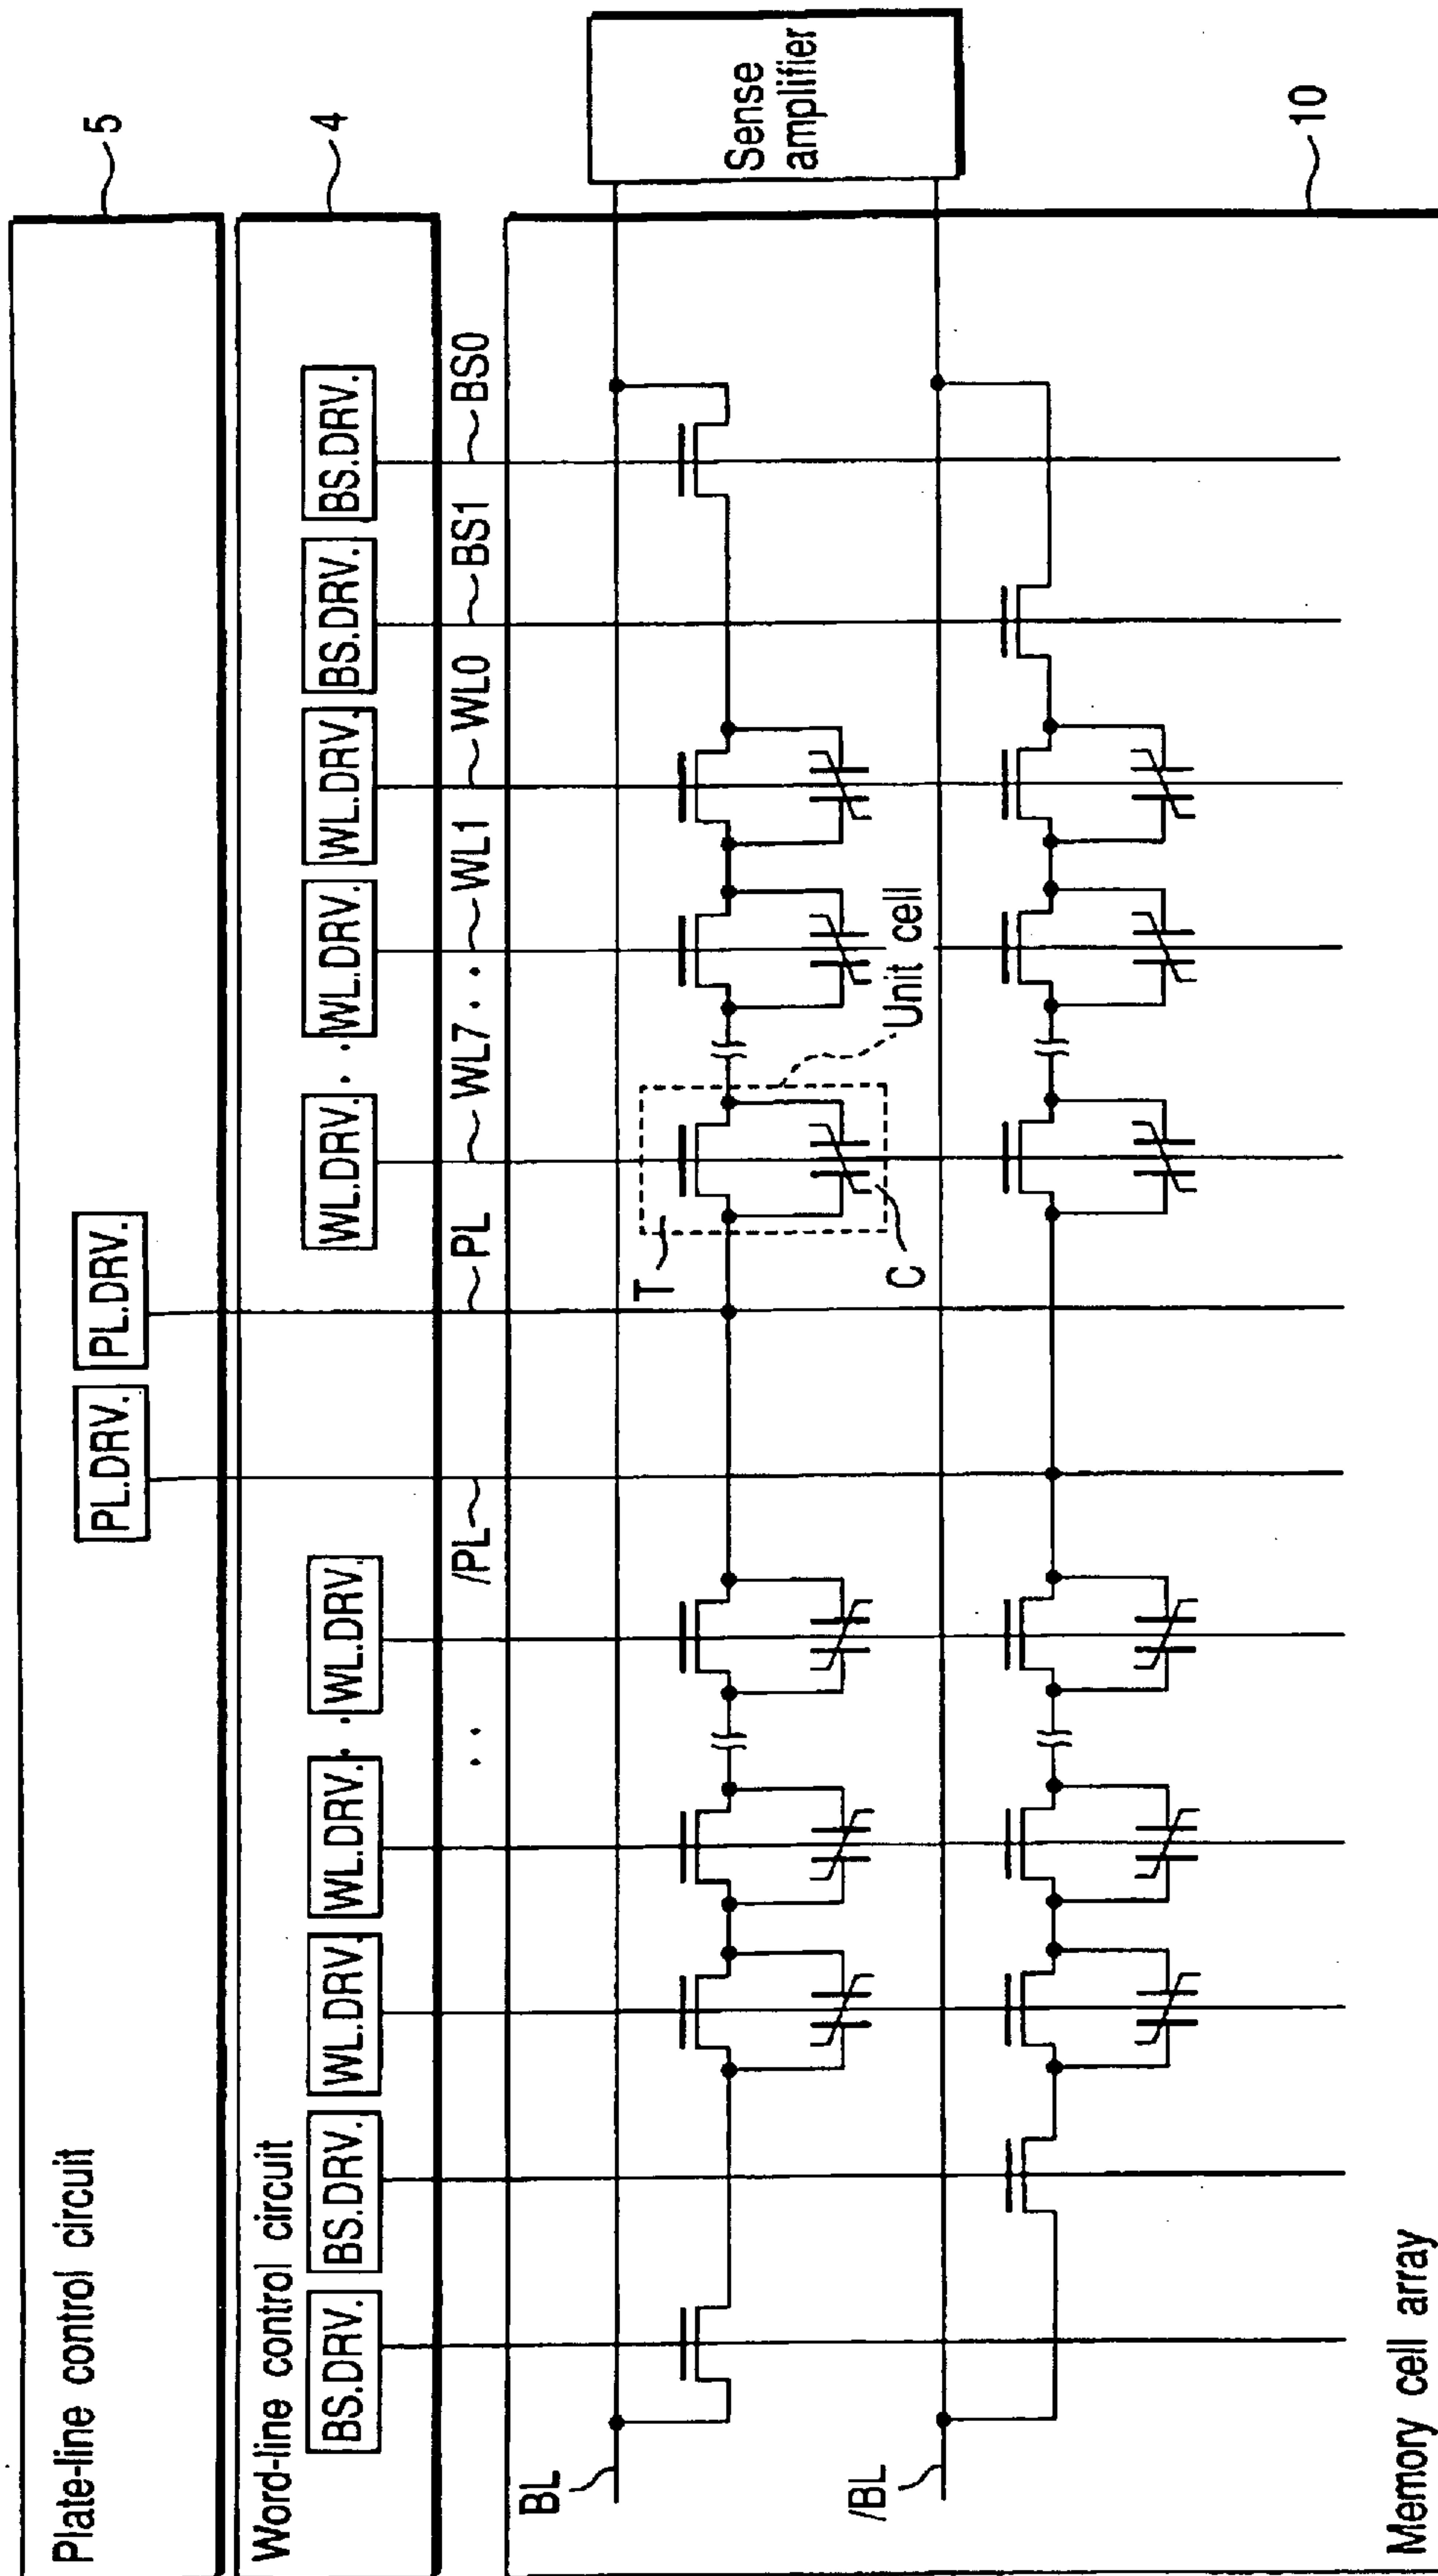 Plate-line control circuit
5
PL.DRV.
PL.DRV.
Word-line control circuit
4
BS.DRV.
BS.DRV.
WL.DRV.
WL.DRV.
WL.DRV.
WL.DRV.
WL.DRV.
WL.DRV.
BS.DRV.
BS.DRV.
/PL
PL
WL7
WL1
WL0
BS1
BS0
BL
/BL
T
C
Unit cell
Sense
amplifier
Memory cell array
10